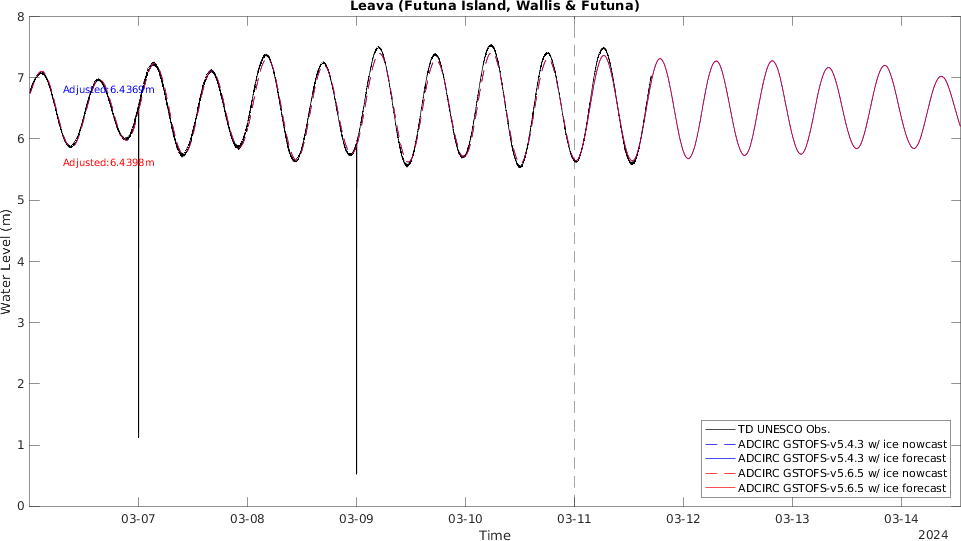 Leava (Futuna Island, Wallis & Futuna)
8
7
6
5
4
3
2
1
0
Water Level (m)
Adjusted:6.4369m
Adjusted:6.4393m
TD UNESCO Obs.
ADCIRC GSTOFS-v5.4.3 w/ ice nowcast
ADCIRC GSTOFS-v5.4.3 w/ ice forecast
ADCIRC GSTOFS-v5.6.5 w/ ice nowcast
ADCIRC GSTOFS-v5.6.5 w/ ice forecast
03-07 03-08 03-09 03-10 03-11 03-12 03-13 03-14
Time
2024